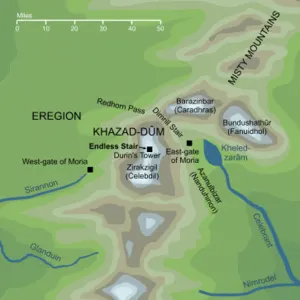 Miles
0 10 20 30 40 50
MISTY MOUNTAINS
Barazinbar
(Caradhras)
Redhorn Pass
Dimrill Stair
Bundushathûr
(Fanuidhol)
EREGION
KHAZAD-DÛM
Endless Stair
Durin's Tower
East-gate
of Moria
Kheled-
zarâm
West-gate of Moria
Zirakzigil
(Celebdil)
Azanulbizar
(Nanduhirion)
Sirannon
Celebrant
Glanduin
Nimrodel